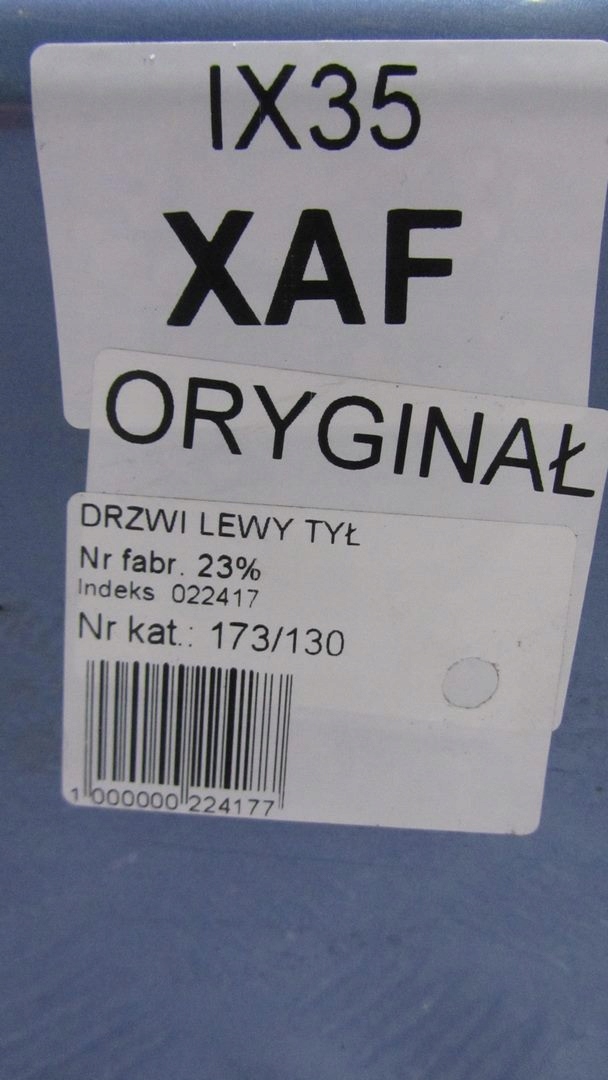 IX35
XAF
ORYGINAŁ
DRZWI LEWY TYŁ
Nr fabr. 23%
Indeks 022417
Nr kat.: 173/130
1 000000 224177